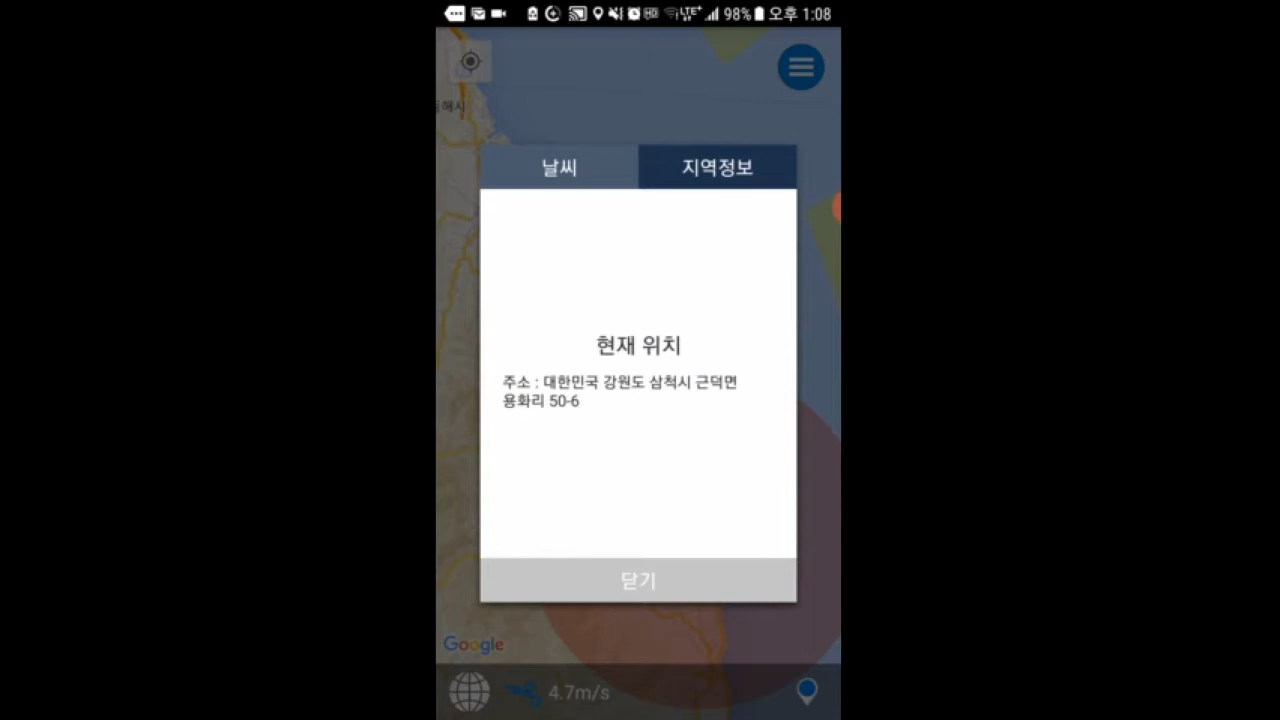 98% 오후 1:08
해시
날씨
지역정보
현재 위치
주소 : 대한민국 강원도 삼척시 근덕면
용화리 50-6
닫기
Google
4.7m/s